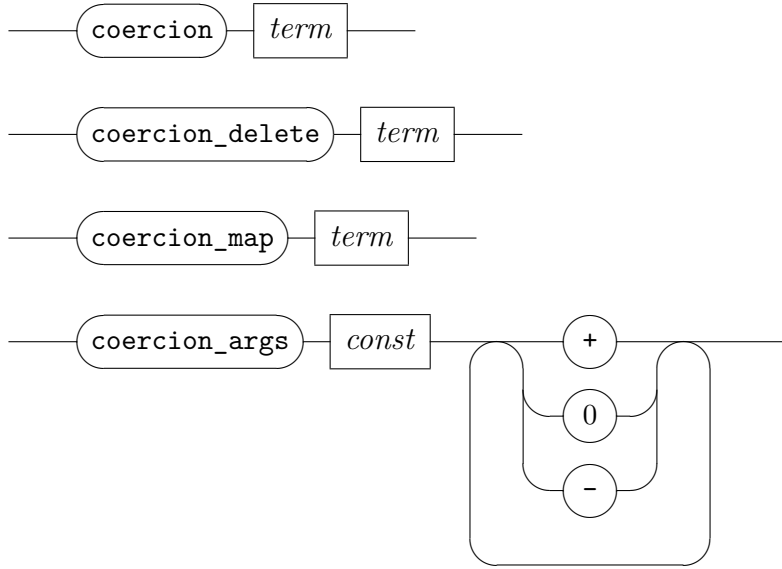 coercion term
coercion_delete term
coercion_map term
coercion_args const +
0
-